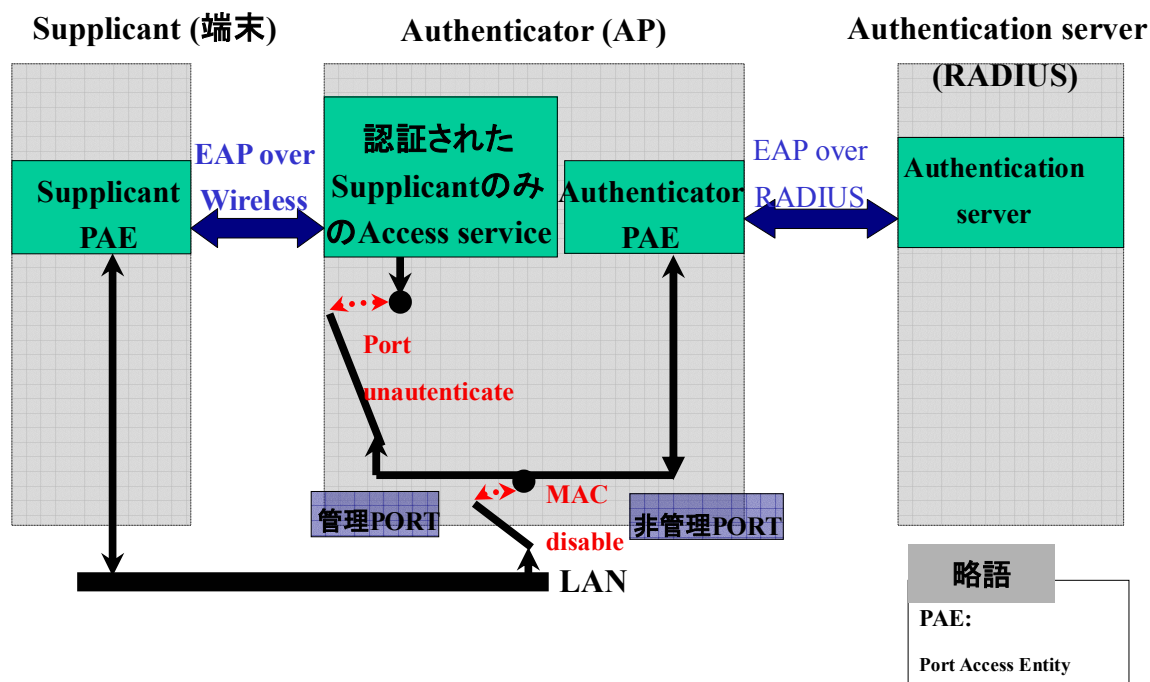 Supplicant (端末)
Authenticator (AP)
Authentication server
(RADIUS)
EAP over
Wireless
Supplicant
PAE
認証された
Supplicantのみ
のAccess service
Authenticator
PAE
EAP over
RADIUS
Authentication
server
Port
unautenticate
管理PORT
MAC
disable
非管理PORT
LAN
略語
PAE:
Port Access Entity